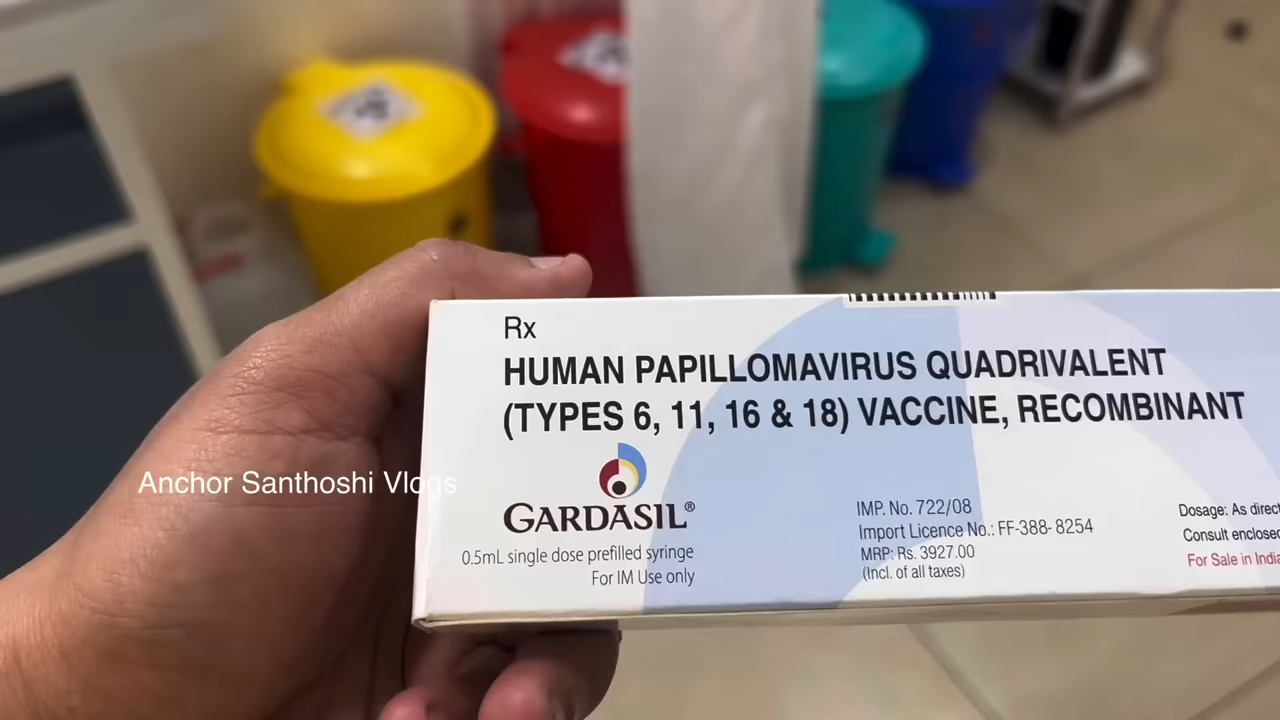 Rx
HUMAN PAPILLOMAVIRUS QUADRIVALENT
(TYPES 6, 11, 16 & 18) VACCINE, RECOMBINANT
GARDASIL®
0.5mL single dose prefilled syringe
For IM Use only
IMP. No. 722/08
Import Licence No.: FF-388- 8254
MRP: Rs. 3927.00
(Incl. of all taxes)
Dosage: As direct
Consult enclosed
For Sale in India
Anchor Santhoshi Vlogs